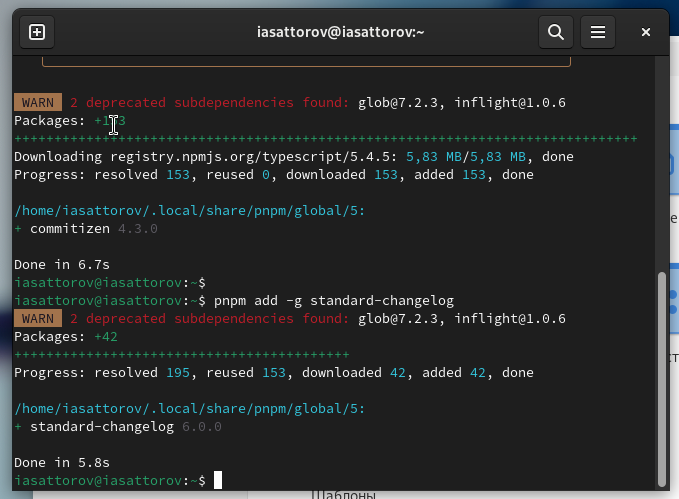 iasattorov@iasattorov:~
WARN 2 deprecated subdependencies found: glob@7.2.3, inflight@1.0.6
Packages: +153
++++++++++++++++++++++++++++++++++++++++++++++++++++++++++++++++++++++++++++++
Downloading registry.npmjs.org/typescript/5.4.5: 5,83 MB/5,83 MB, done
Progress: resolved 153, reused 0, downloaded 153, added 153, done
/home/iasattorov/.local/share/pnpm/global/5:
+ commitizen 4.3.0
Done in 6.7s
iasattorov@iasattorov:~$
iasattorov@iasattorov:~$ pnpm add -g standard-changelog
WARN 2 deprecated subdependencies found: glob@7.2.3, inflight@1.0.6
Packages: +42
++++++++++++++++++++++++++++++++++++++++++
Progress: resolved 195, reused 153, downloaded 42, added 42, done
/home/iasattorov/.local/share/pnpm/global/5:
+ standard-changelog 6.0.0
Done in 5.8s
iasattorov@iasattorov:~$
Шаблоны